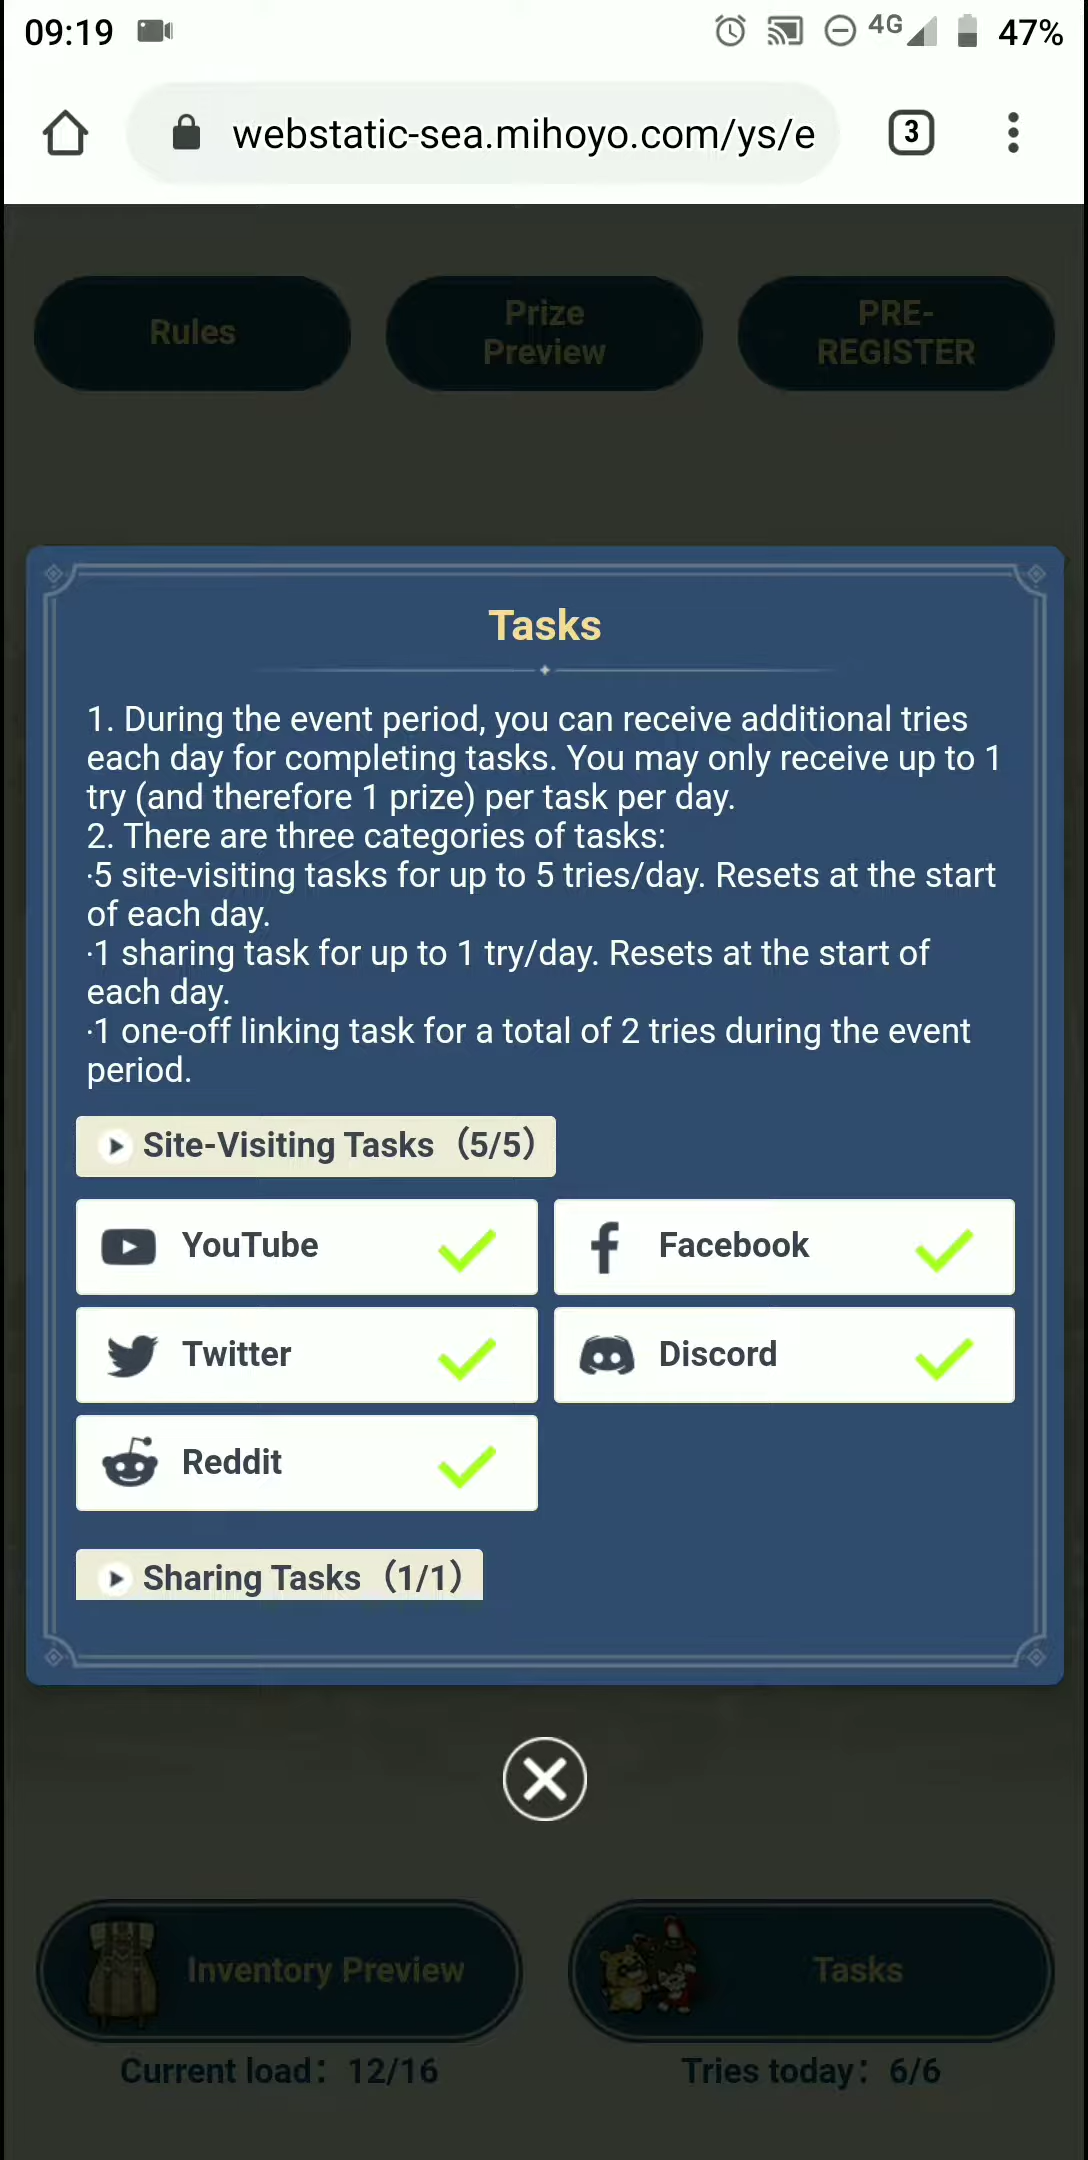 09:19
4G
47%
webstatic-sea.mihoyo.com/ys/e
3
Rules
Prize
Preview
PRE-
REGISTER
Tasks
1. During the event period, you can receive additional tries
each day for completing tasks. You may only receive up to 1
try (and therefore 1 prize) per task per day.
2. There are three categories of tasks:
·5 site-visiting tasks for up to 5 tries/day. Resets at the start
of each day.
·1 sharing task for up to 1 try/day. Resets at the start of
each day.
·1 one-off linking task for a total of 2 tries during the event
period.
Site-Visiting Tasks（5/5）
YouTube
Facebook
Twitter
Discord
Reddit
Sharing Tasks（1/1）
Inventory Preview
Tasks
Current load： 12/16
Tries today： 6/6